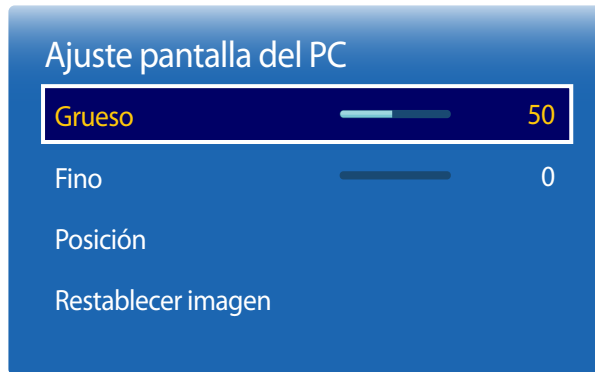 Ajuste pantalla del PC
Grueso 50
Fino 0
Posición
Restablecer imagen